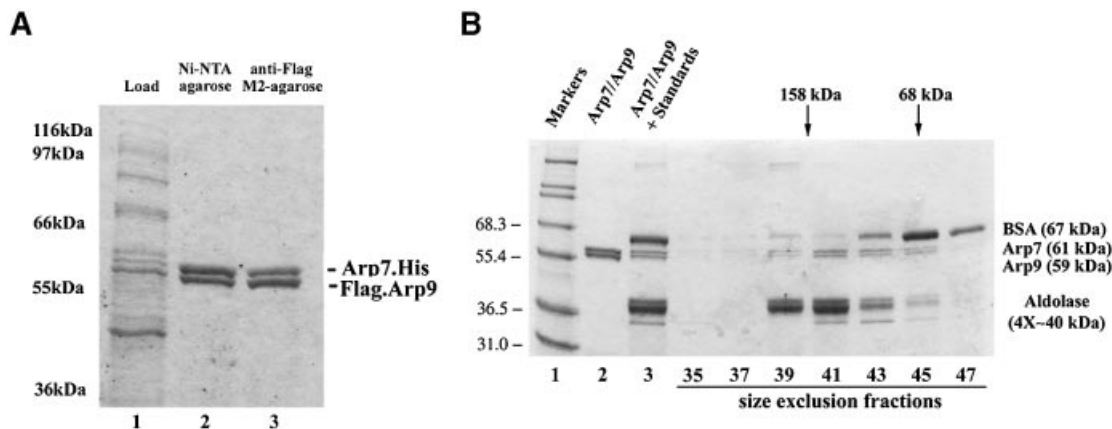 A
Load
Ni-NTA
agarose
anti-Flag
M2-agarose
116kDa
97kDa
66kDa
55kDa
36kDa
Arp7.His
Flag.Arp9
1 2 3
B
Markers
Arp7/Arp9
Arp7/Arp9
+ Standards
158 kDa
68 kDa
68.3 –
55.4 –
36.5 –
31.0 –
BSA (67 kDa)
Arp7 (61 kDa)
Arp9 (59 kDa)
Aldolase
(4X~40 kDa)
1 2 3 35 37 39 41 43 45 47
size exclusion fractions